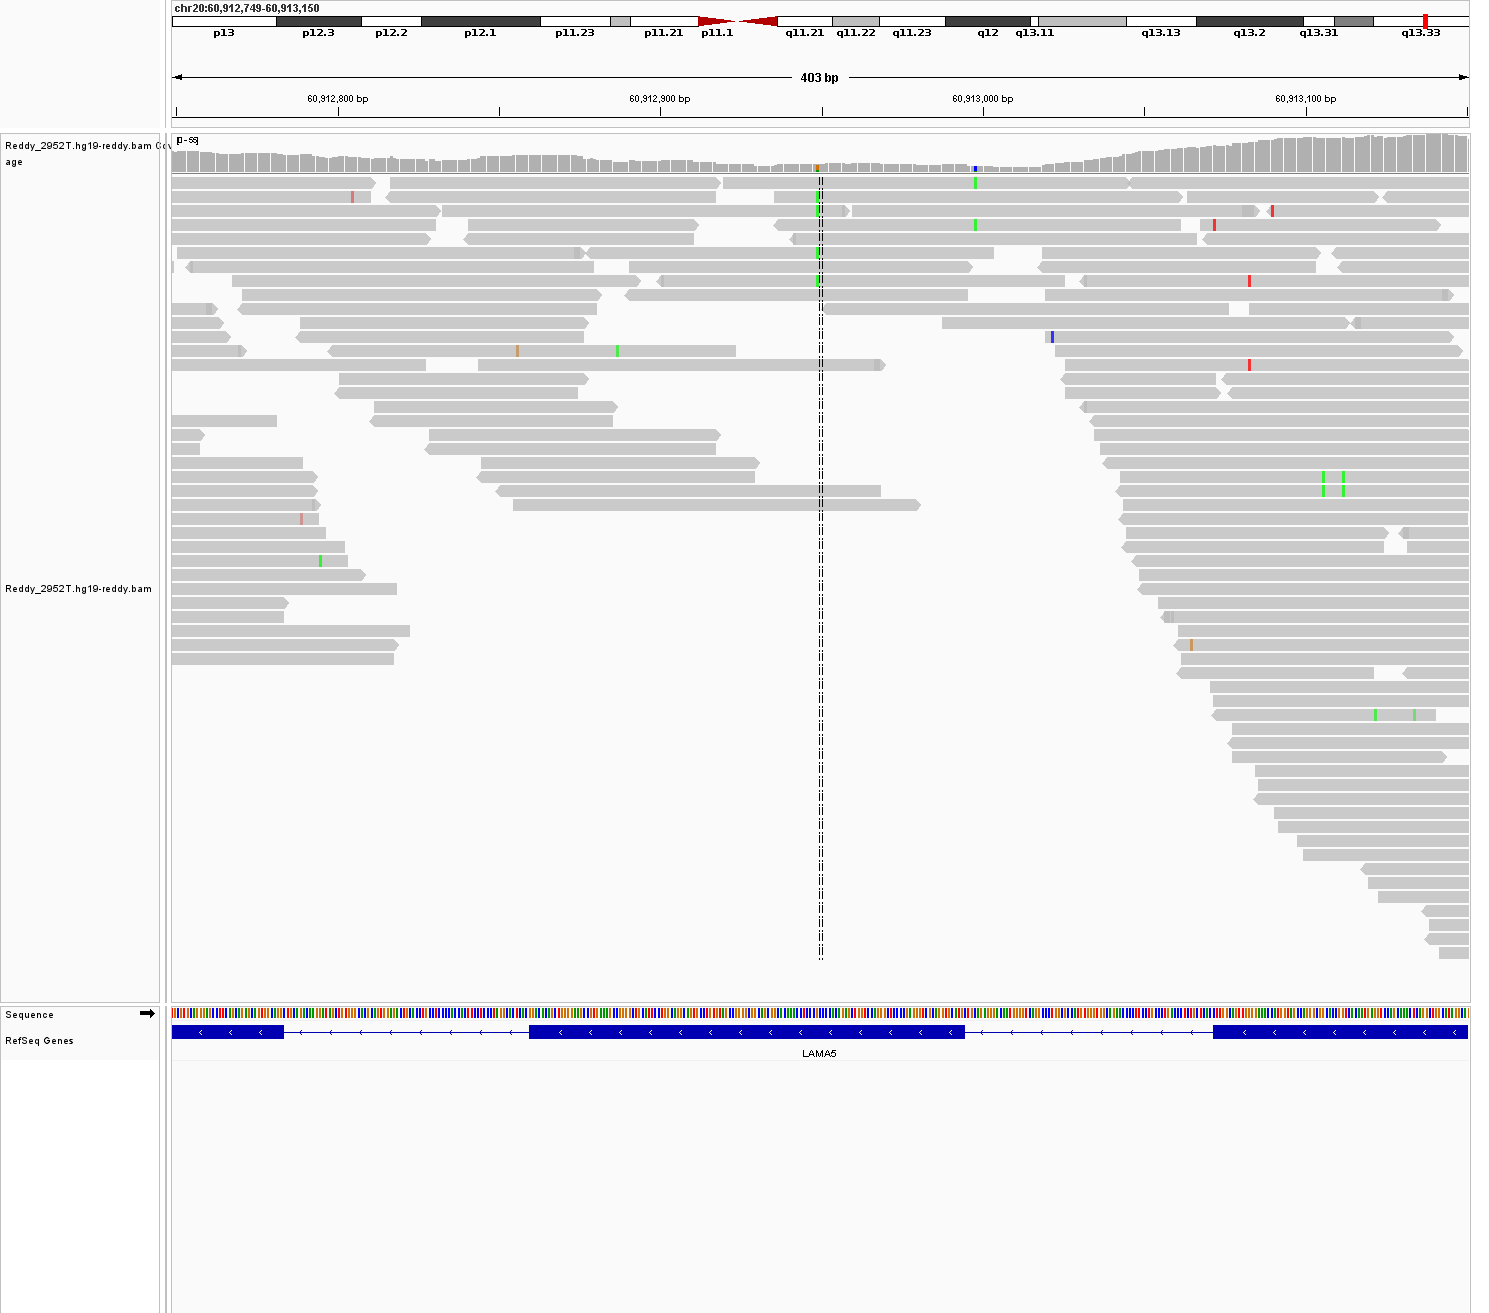 chr20:60,912,749-60,913,150
p13 p12.3 p12.2 p12.1 p11.23 p11.21 p11.1 q11.21 q11.22 q11.23 q12 q13.11 q13.13 q13.2 q13.31 q13.33
403 bp
60,912,800 bp 60,912,900 bp 60,913,000 bp 60,913,100 bp
Reddy_2952T.hg19-reddy.bam Cov
age
Reddy_2952T.hg19-reddy.bam
Sequence
RefSeq Genes
LAMA5